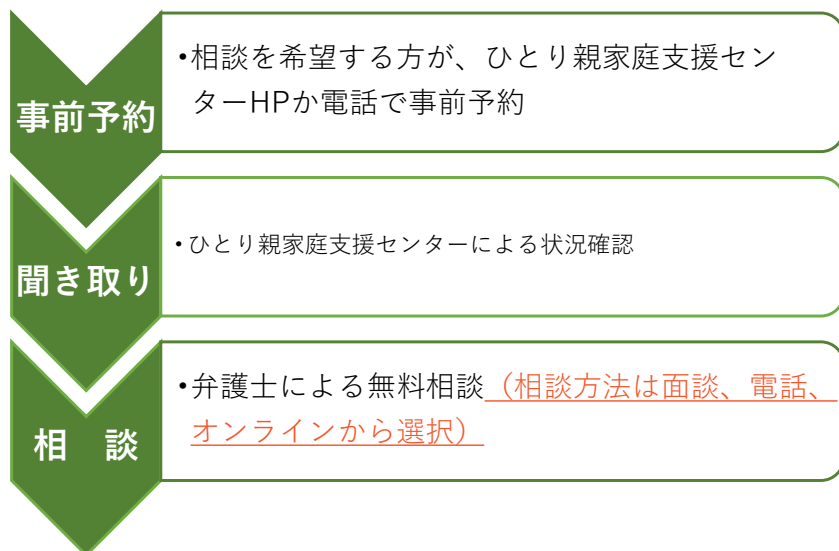 事前予約
•相談を希望する方が、ひとり親家庭支援セン
ターHPか電話で事前予約
聞き取り
•ひとり親家庭支援センターによる状況確認
相　談
•弁護士による無料相談（相談方法は面談、電話、
オンラインから選択）